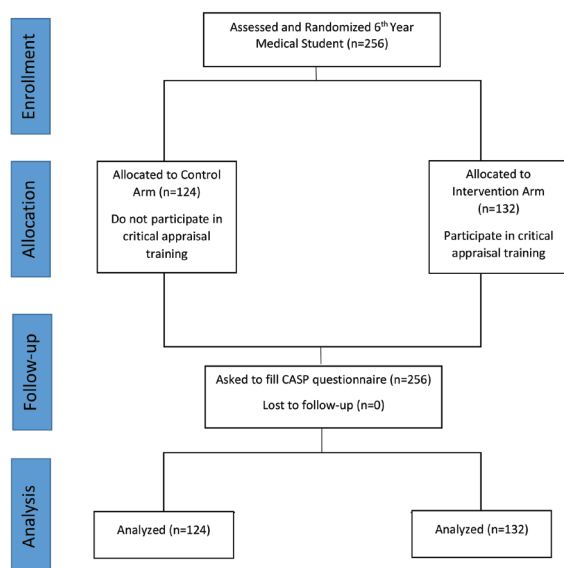 Enrollment
Assessed and Randomized 6th Year
Medical Student (n=256)
Allocation
Allocated to Control
Arm (n=124)
Do not participate in
critical appraisal
training
Allocated to
Intervention Arm
(n=132)
Participate in critical
appraisal training
Follow-up
Asked to fill CASP questionnaire (n=256)
Lost to follow-up (n=0)
Analysis
Analyzed (n=124)
Analyzed (n=132)